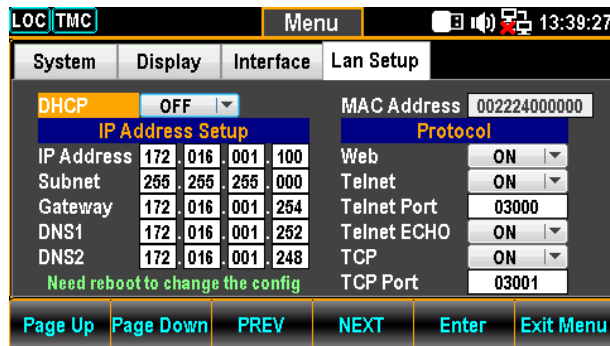 LOC TMC Menu 13:39:27
System Display Interface Lan Setup
DHCP OFF MAC Address 002224000000
IP Address Setup Protocol
IP Address 172 . 016 . 001 . 100 Web ON
Subnet 255 . 255 . 255 . 000 Telnet ON
Gateway 172 . 016 . 001 . 254 Telnet Port 03000
DNS1 172 . 016 . 001 . 252 Telnet ECHO ON
DNS2 172 . 016 . 001 . 248 TCP ON
Need reboot to change the config TCP Port 03001
Page Up Page Down PREV NEXT Enter Exit Menu